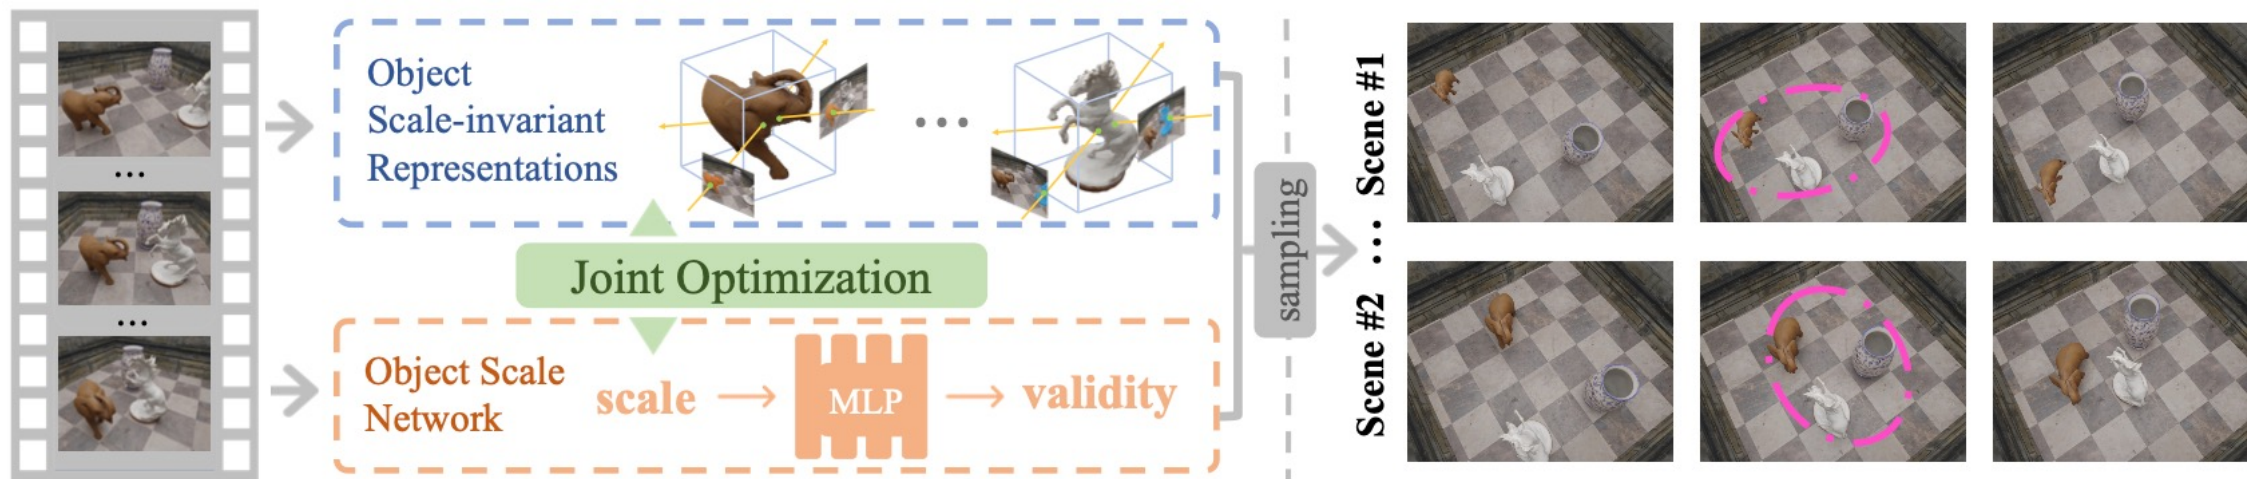 Object
Scale-invariant
Representations
Joint Optimization
Object Scale
Network
scale
MLP
validity
sampling
Scene #1
...
Scene #2